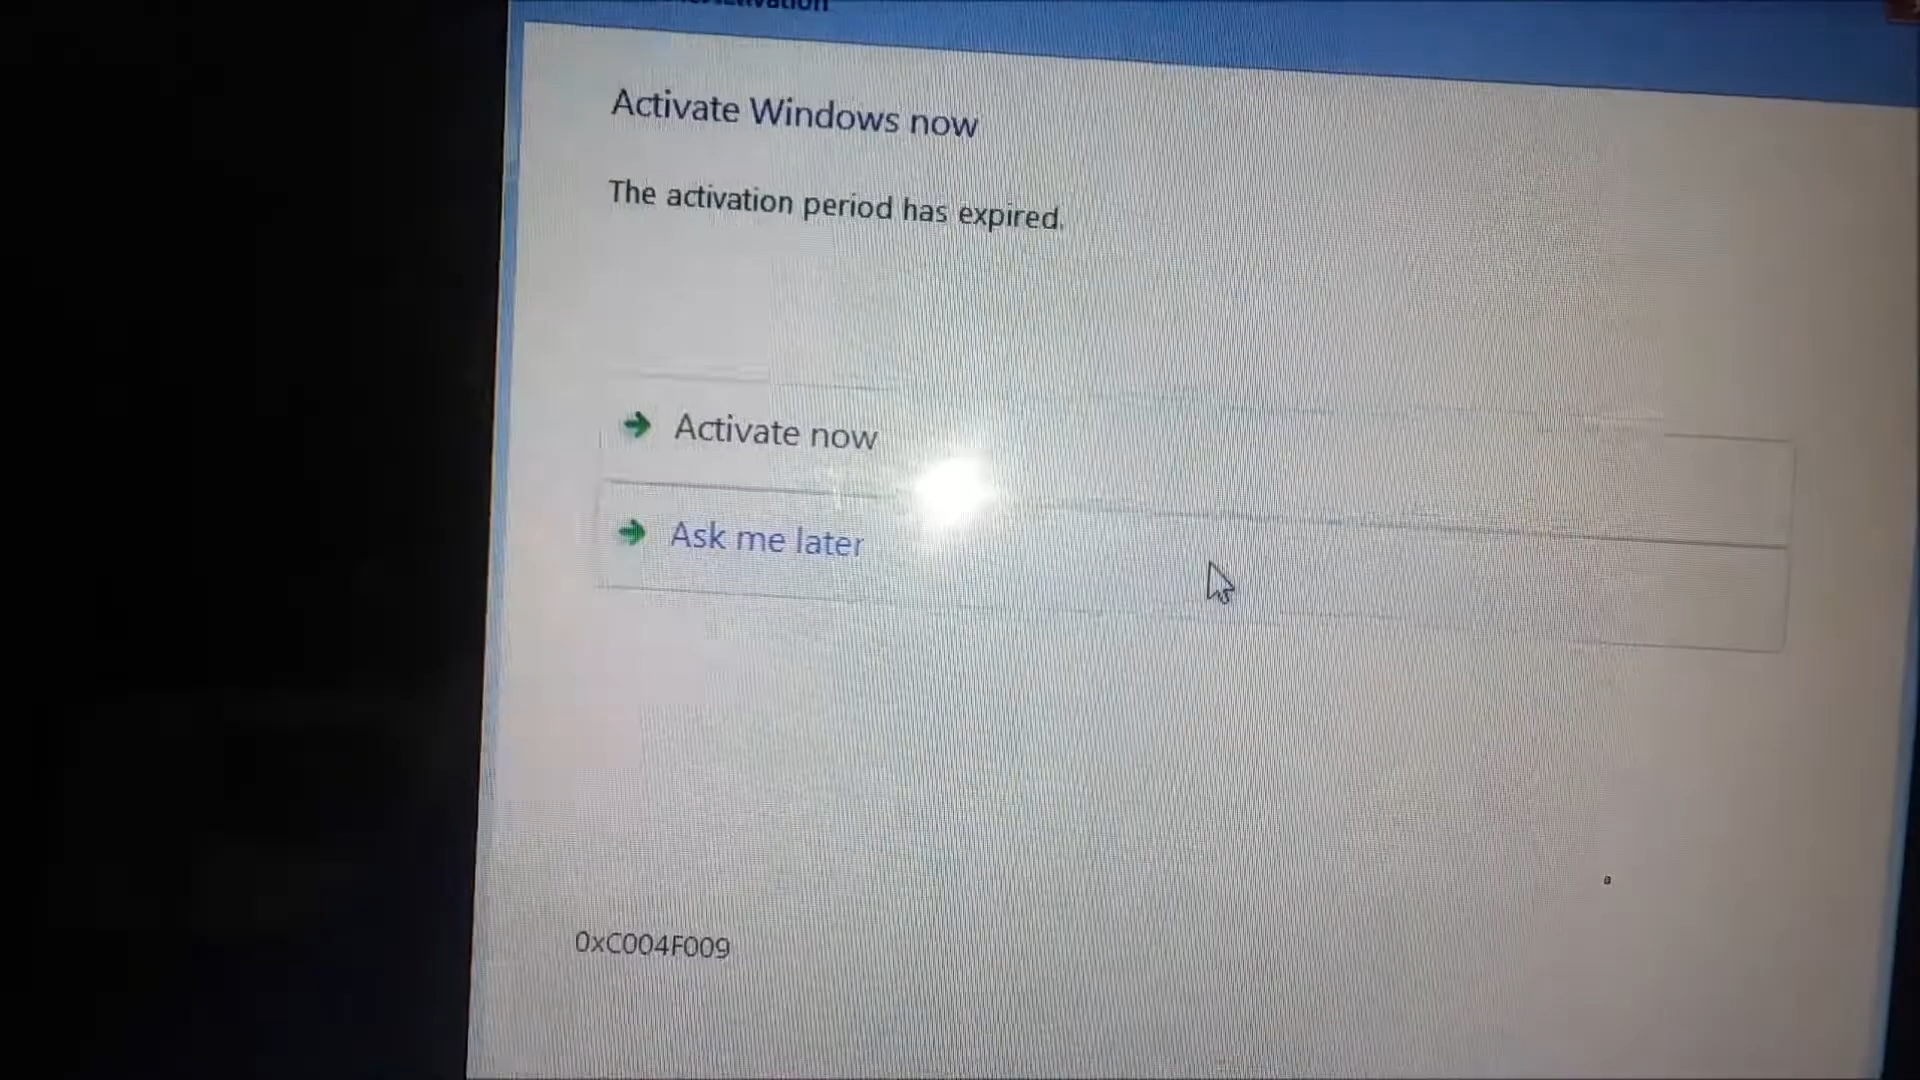 Activate Windows now
The activation period has expired.
Activate now
Ask me later
0xC004F009